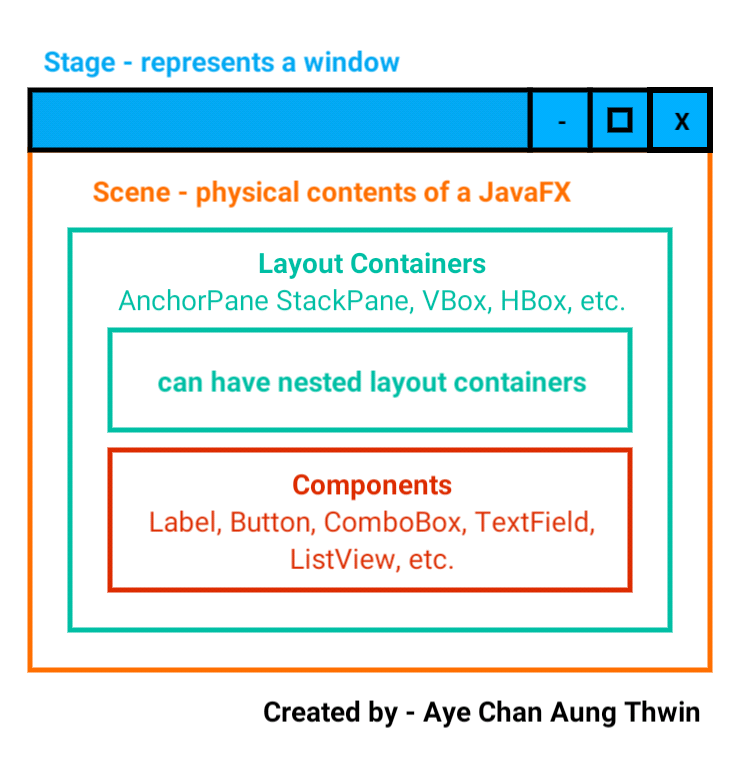 Stage - represents a window
- X
Scene - physical contents of a JavaFX
Layout Containers
AnchorPane StackPane, VBox, HBox, etc.
can have nested layout containers
Components
Label, Button, ComboBox, TextField,
ListView, etc.
Created by - Aye Chan Aung Thwin